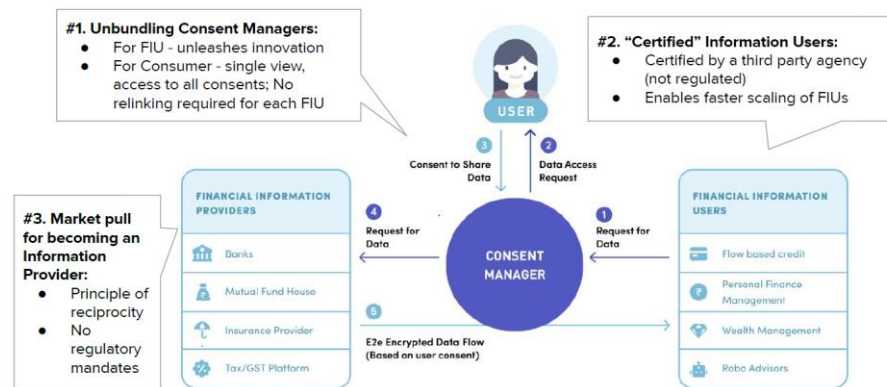 #1. Unbundling Consent Managers:
● For FIU - unleashes innovation
● For Consumer - single view,
access to all consents; No
relinking required for each FIU
#2. “Certified” Information Users:
● Certified by a third party agency
(not regulated)
● Enables faster scaling of FIUs
USER
3
Consent to Share
Data
2
Data Access
Request
#3. Market pull
for becoming an
Information
Provider:
● Principle of
reciprocity
● No
regulatory
mandates
FINANCIAL INFORMATION
PROVIDERS
Banks
Mutual Fund House
Insurance Provider
Tax/GST Platform
4
Request for
Data
CONSENT
MANAGER
1
Request for
Data
5
E2e Encrypted Data Flow
(Based on user consent)
FINANCIAL INFORMATION
USERS
Flow based credit
₹
Personal Finance
Management
Wealth Management
Robo Advisors